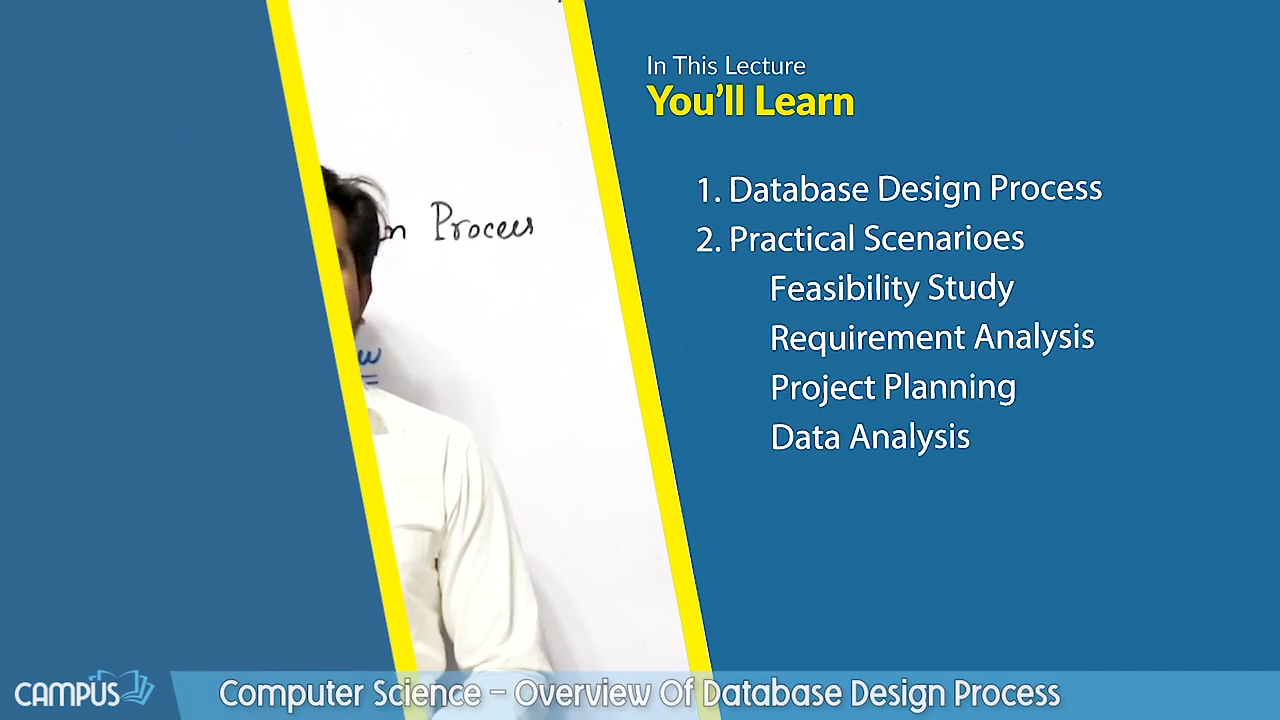 In This Lecture
You'll Learn
1. Database Design Process
2. Practical Scenarioes
Feasibility Study
Requirement Analysis
Project Planning
Data Analysis
Process
CAMPUS
Computer Science – Overview Of Database Design Process